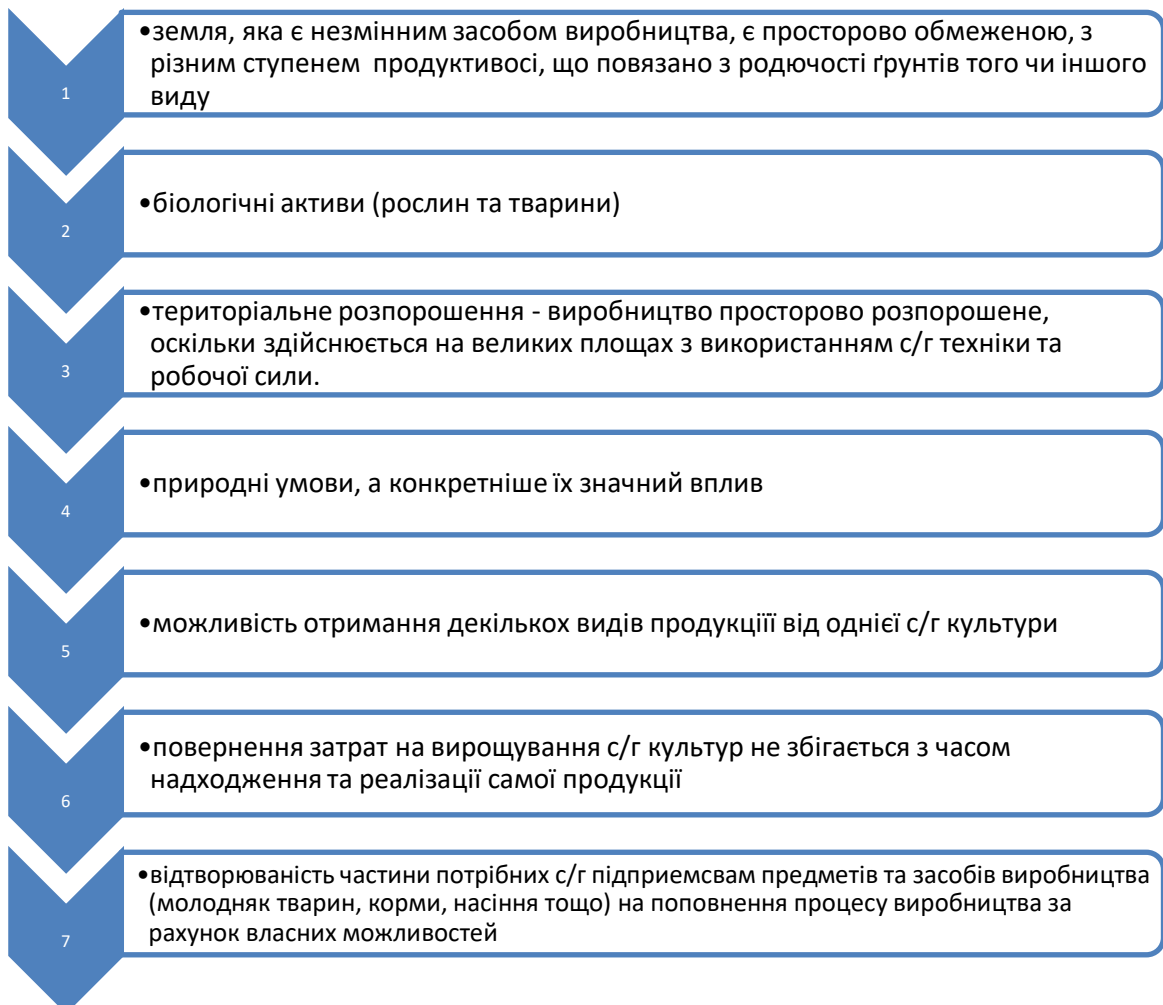 •земля, яка є незмінним засобом виробництва, є просторово обмеженою, з
різним ступенем продуктивосі, що повязано з родючості ґрунтів того чи іншого
виду
1
•біологічні активи (рослин та тварини)
2
•територіальне розпорошення - виробництво просторово розпорошене,
оскільки здійснюється на великих площах з використанням с/г техніки та
робочої сили.
3
•природні умови, а конкретніше їх значний вплив
4
•можливість отримання декількох видів продукціїї від однієї с/г культури
5
•повернення затрат на вирощування с/г культур не збігається з часом
надходження та реалізації самої продукції
6
•відтворюваність частини потрібних с/г підприемсвам предметів та засобів виробництва
(молодняк тварин, корми, насіння тощо) на поповнення процесу виробництва за
рахунок власних можливостей
7